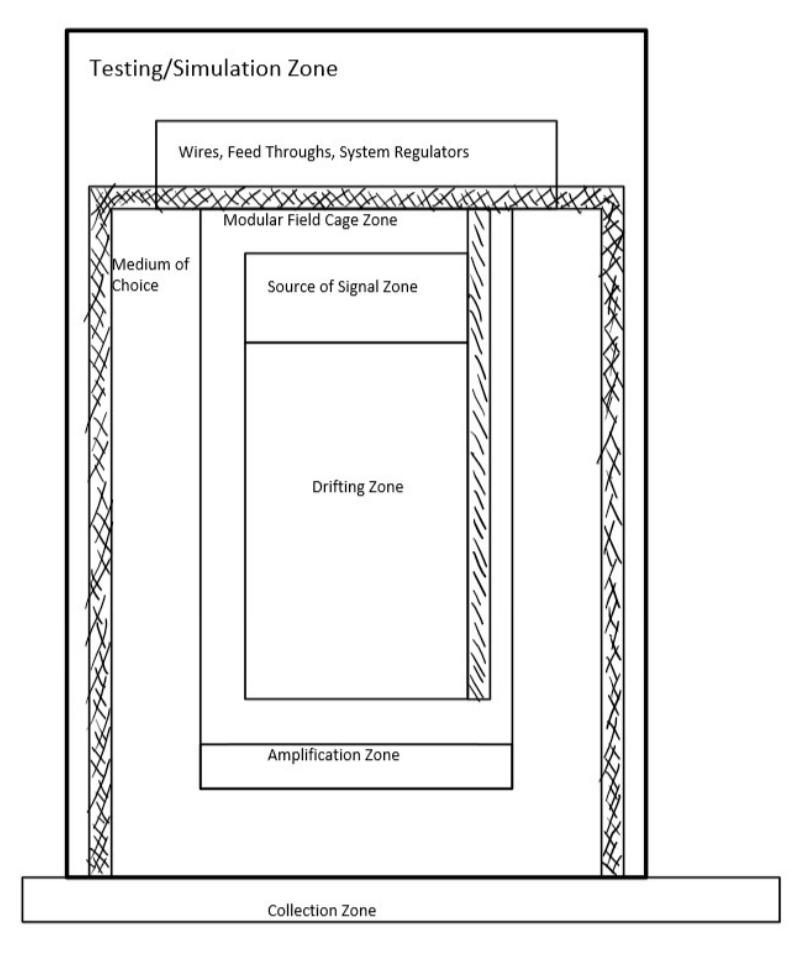 Testing/Simulation Zone
Wires, Feed Throughs, System Regulators
Modular Field Cage Zone
Medium of
Choice
Source of Signal Zone
Drifting Zone
Amplification Zone
Collection Zone